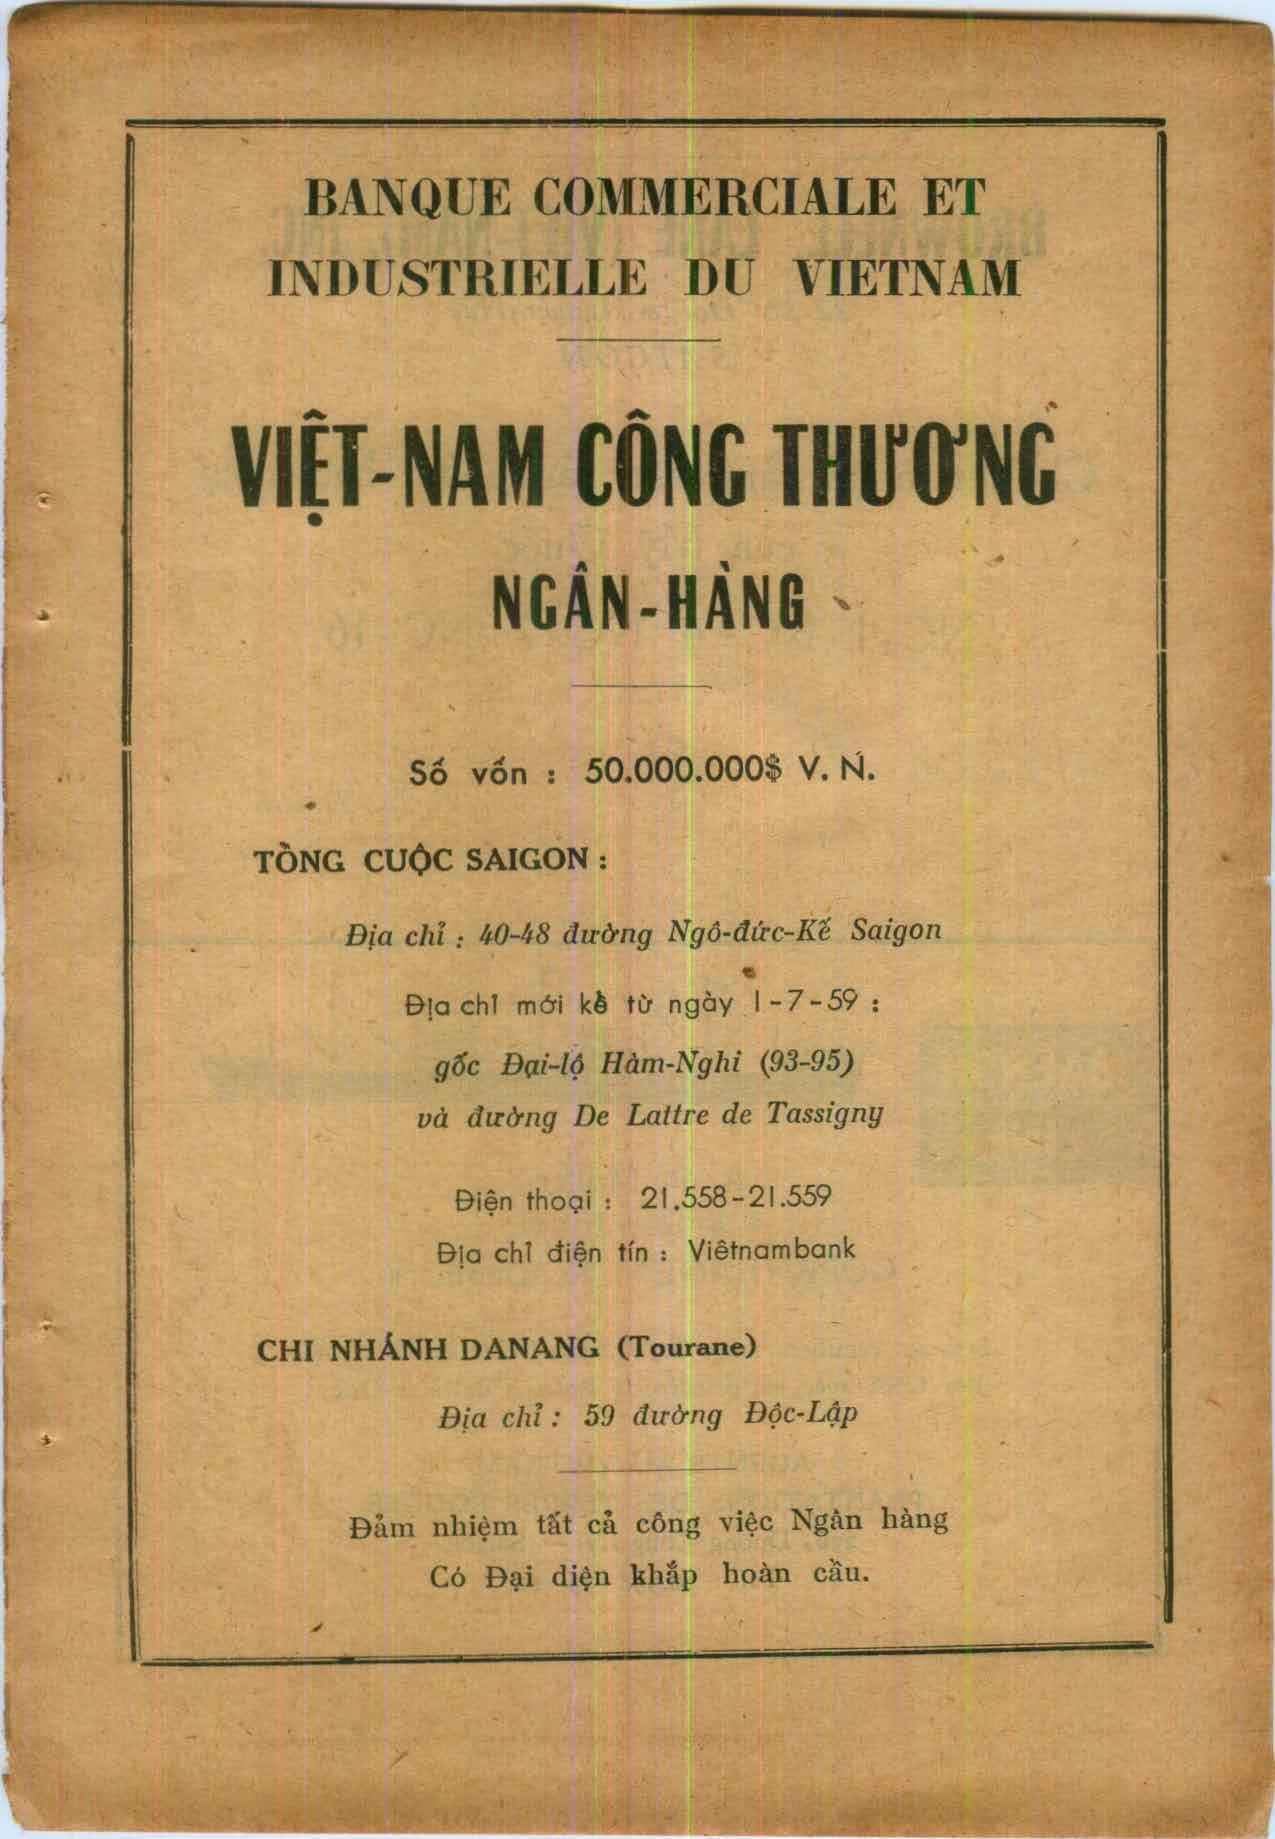 BANQUE COMMERCIALE ET
INDUSTRIELLE DU VIETNAM
VIỆT-NAM CÔNG THƯƠNG
NGÂN-HÀNG
Số vốn : 50.000.000$ V. N.
TỔNG CUỘC SAIGON :
Địa chỉ : 40-48 đường Ngô-đức-Kế Saigon
Địa chỉ mới kể từ ngày 1-7-59 :
gốc Đại-lộ Hàm-Nghi (93-95)
và đường De Lattre de Tassigny
Điện thoại : 21.558-21.559
Địa chỉ điện tín : Viêtnambank
CHI NHÁNH DANANG (Tourane)
Địa chỉ : 59 đường Độc-Lập
Đảm nhiệm tất cả công việc Ngân hàng
Có Đại diện khắp hoàn cầu.